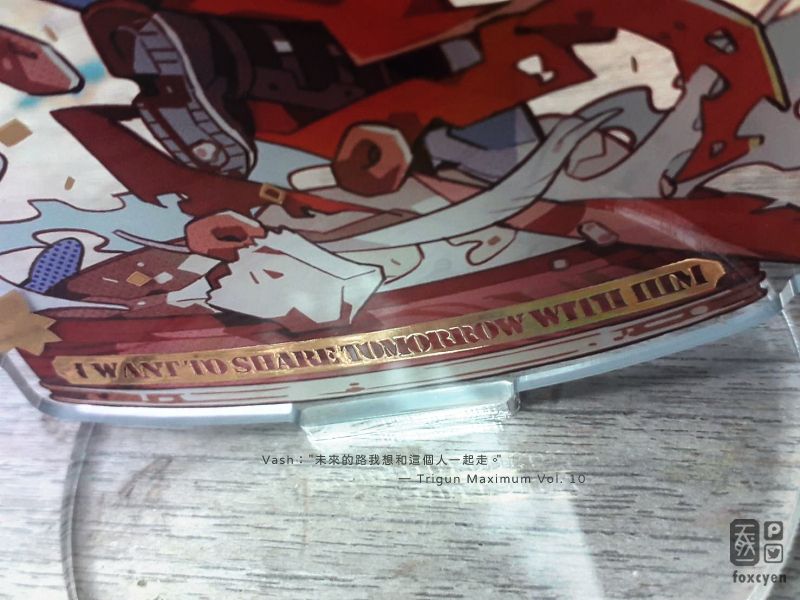 I WANT TO SHARE TOMORROW WITH HIM
Vash："未來的路我想和這個人一起走。"
— Trigun Maximum Vol. 10
foxcyen